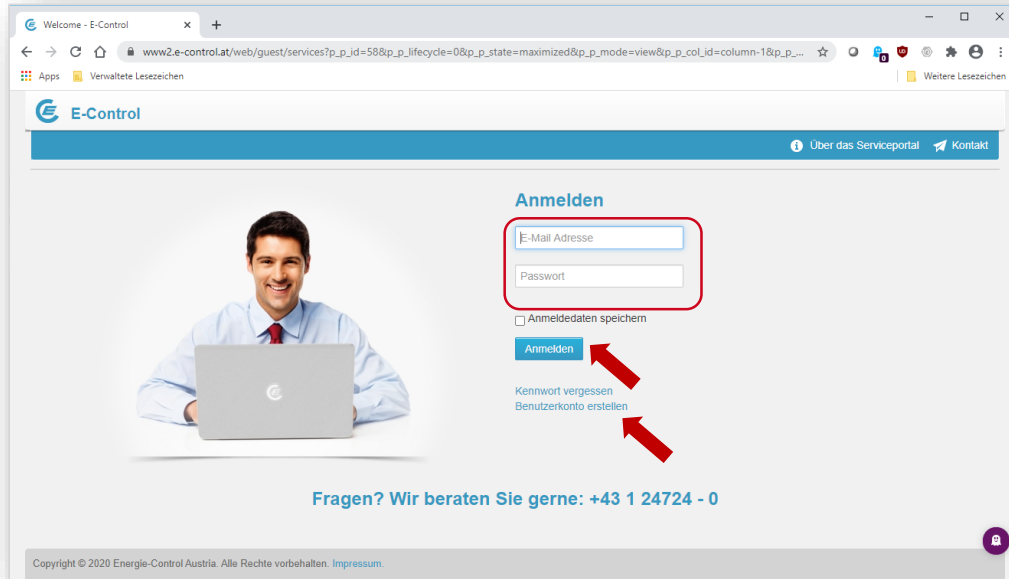 Welcome - E-Control
www2.e-control.at/web/guest/services?p_p_id=58&p_p_lifecycle=0&p_p_state=maximized&p_p_mode=view&p_p_col_id=column-1&p_p_...
Apps Verwaltete Lesezeichen Weitere Lesezeichen
E-Control
Über das Serviceportal Kontakt
Anmelden
E-Mail Adresse
Passwort
Anmeldedaten speichern
Anmelden
Kennwort vergessen
Benutzerkonto erstellen
Fragen? Wir beraten Sie gerne: +43 1 24724 - 0
Copyright © 2020 Energie-Control Austria. Alle Rechte vorbehalten. Impressum.